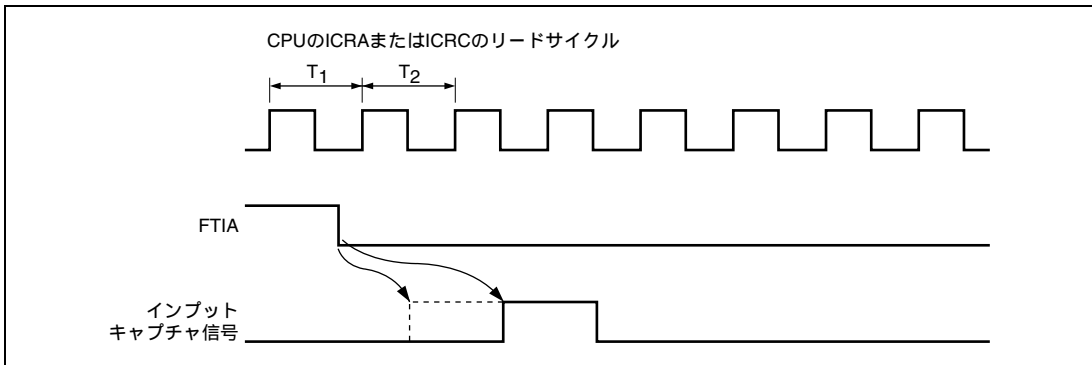 CPUのICRAまたはICRCのリードサイクル
T1
T2
FTIA
インプット
キャプチャ信号